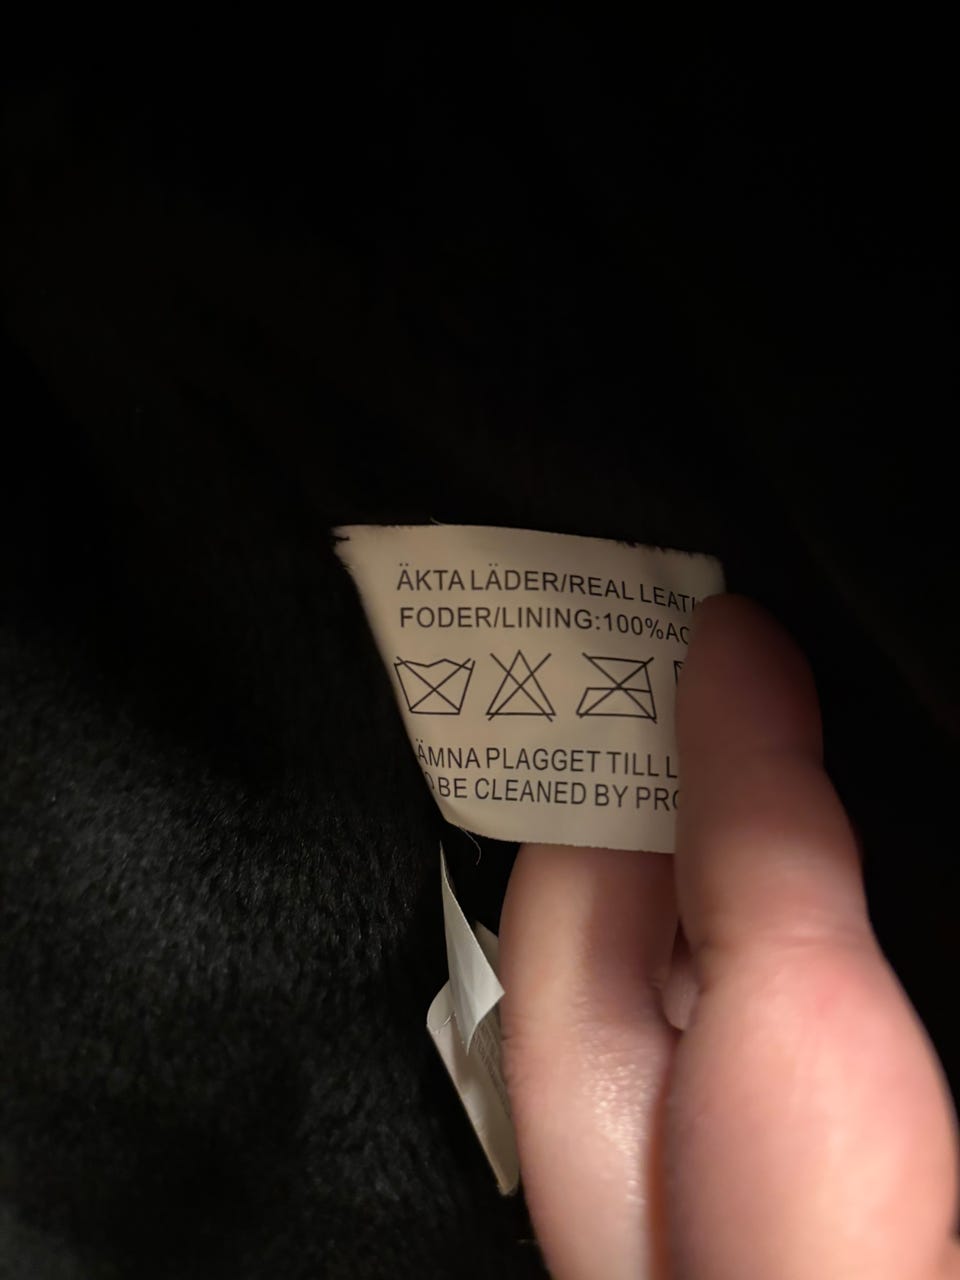 ÄKTA LÄDER/REAL
FODER/LINING:100%
PLAGGET TILL
BE CLEANED BY